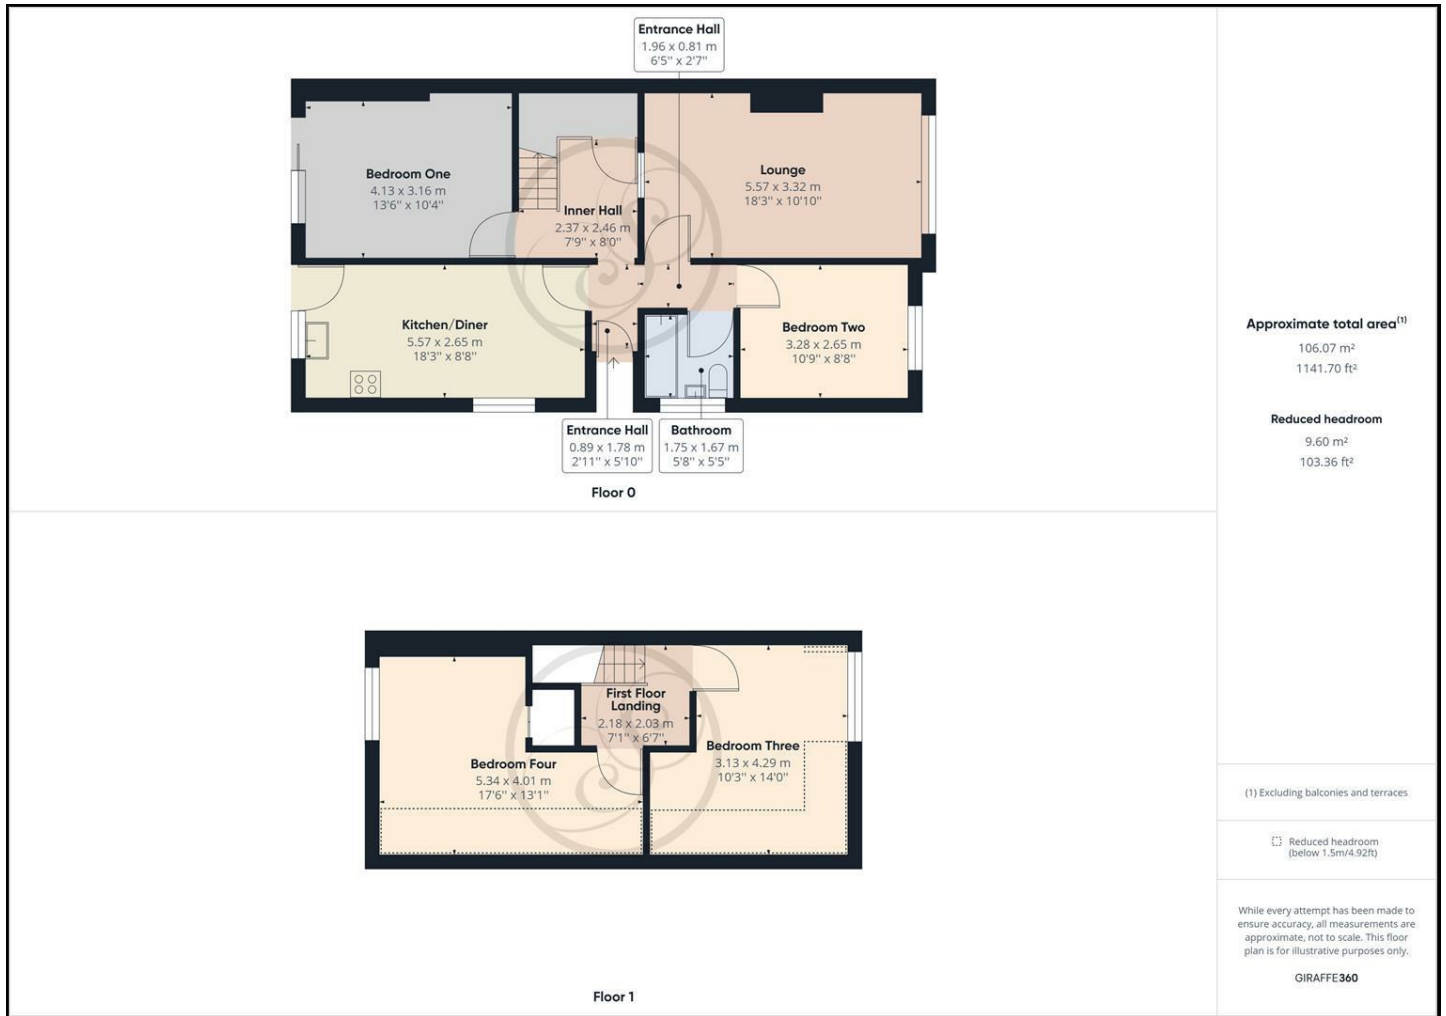 Entrance Hall
1.96 x 0.81 m
6'5'' x 2'7''
Bedroom One
4.13 x 3.16 m
13'6'' x 10'4''
Inner Hall
2.37 x 2.46 m
7'9'' x 8'0''
Lounge
5.57 x 3.32 m
18'3'' x 10'10''
Kitchen/Diner
5.57 x 2.65 m
18'3'' x 8'8''
Bedroom Two
3.28 x 2.65 m
10'9'' x 8'8''
Entrance Hall
0.89 x 1.78 m
2'11'' x 5'10''
Bathroom
1.75 x 1.67 m
5'8'' x 5'5''
Floor 0
First Floor
Landing
2.18 x 2.03 m
7'1'' x 6'7''
Bedroom Four
5.34 x 4.01 m
17'6'' x 13'1''
Bedroom Three
3.13 x 4.29 m
10'3'' x 14'0''
Floor 1
Approximate total area⁽¹⁾
106.07 m²
1141.70 ft²
Reduced headroom
9.60 m²
103.36 ft²
(1) Excluding balconies and terraces
Reduced headroom
(below 1.5m/4.92ft)
While every attempt has been made to
ensure accuracy, all measurements are
approximate, not to scale. This floor
plan is for illustrative purposes only.
GIRAFFE360